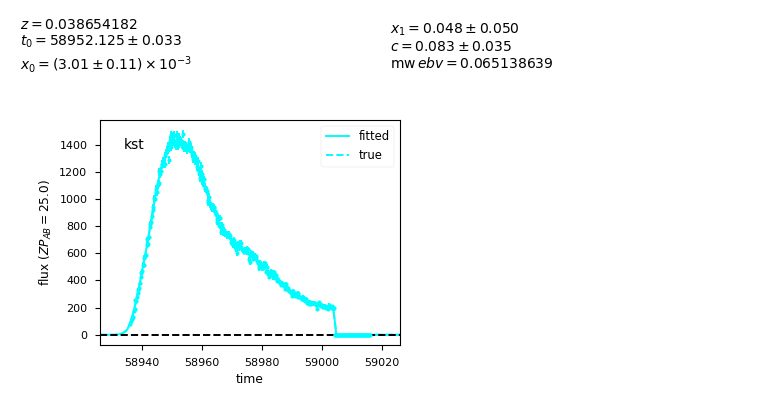 z = 0.038654182
t₀ = 58952.125 ± 0.033
x₀ = (3.01 ± 0.11) × 10⁻³
x₁ = 0.048 ± 0.050
c = 0.083 ± 0.035
mw ebv = 0.065138639
kst
fitted
true
1400
1200
1000
800
600
400
200
0
flux (ZP_AB = 25.0)
58940 58960 58980 59000 59020
time